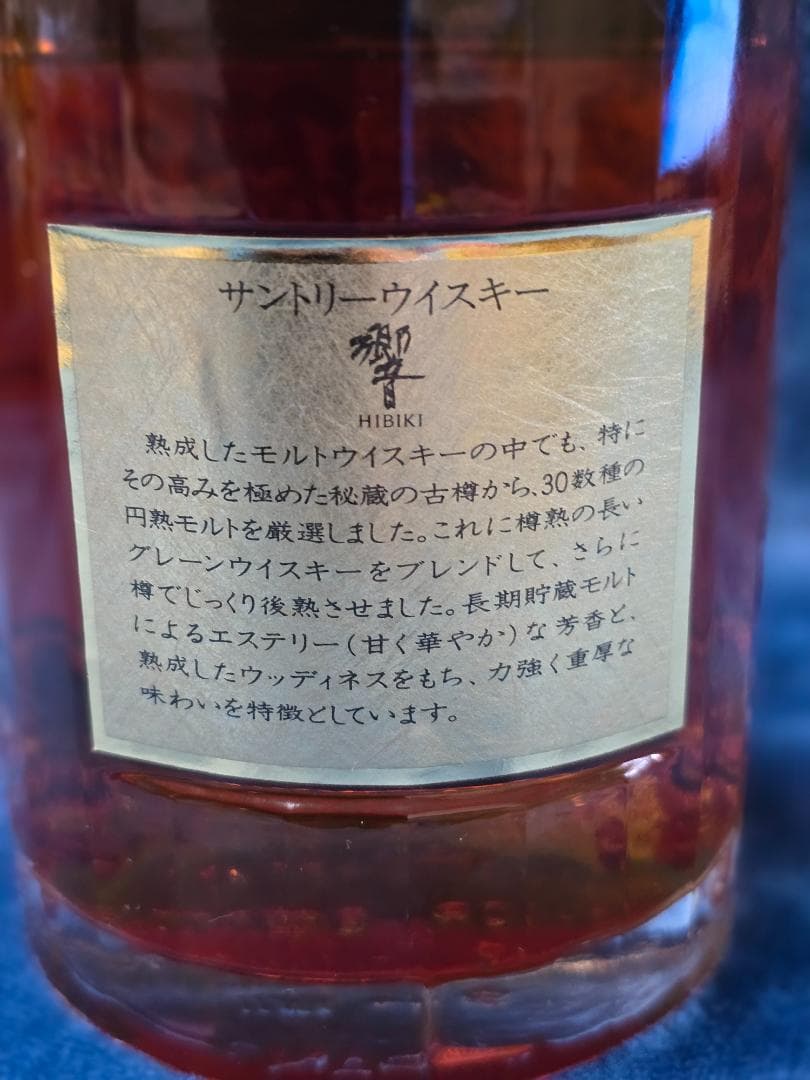 サントリーウイスキー
響
HIBIKI
熟成したモルトウイスキーの中でも、特に
その高みを極めた秘蔵の古樽から、30数種の
円熟モルトを厳選しました。これに樽熟の長い
グレーンウイスキーをブレンドして、さらに
樽でじっくり後熟させました。長期貯蔵モルト
によるエステリー(甘く華やか)な芳香と、
熟成したウッディネスをもち、力強く重厚な
味わいを特徴としています。